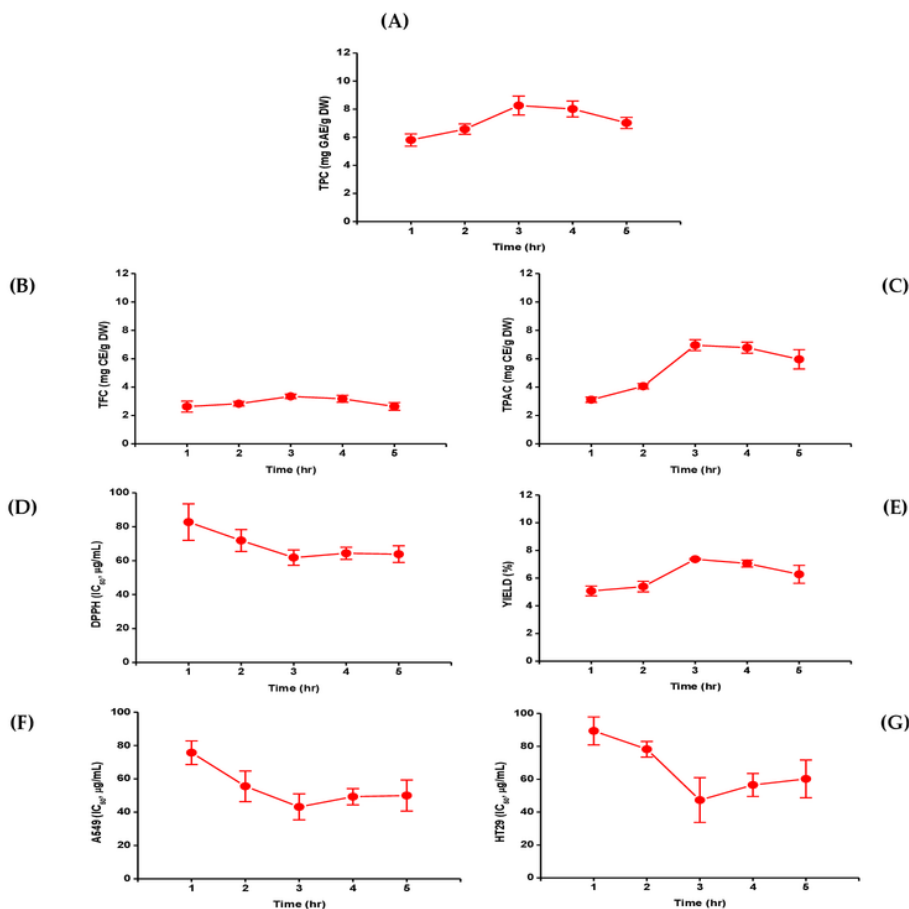 (A)
TPC (mg GAE/g DW)
12
10
8
6
4
2
0
1 2 3 4 5
Time (hr)
(B)
TFC (mg CE/g DW)
12
10
8
6
4
2
0
1 2 3 4 5
Time (hr)
(C)
TPAC (mg CE/g DW)
12
10
8
6
4
2
0
1 2 3 4 5
Time (hr)
(D)
DPPH (IC₅₀, µg/mL)
100
80
60
40
20
0
1 2 3 4 5
Time (hr)
(E)
YIELD (%)
12
10
8
6
4
2
0
1 2 3 4 5
Time (hr)
(F)
A549 (IC₅₀, µg/mL)
100
80
60
40
20
0
1 2 3 4 5
Time (hr)
(G)
HT29 (IC₅₀, µg/mL)
100
80
60
40
20
0
1 2 3 4 5
Time (hr)